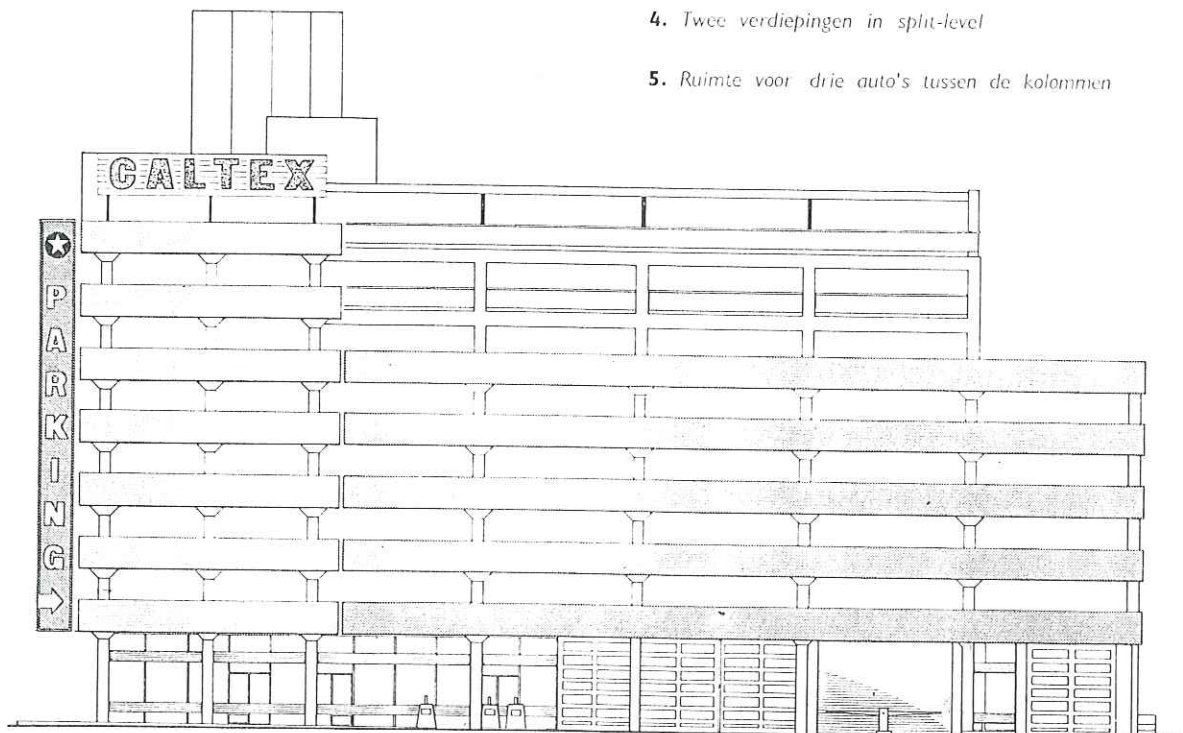 4. Twee verdiepingen in split-level
5. Ruimte voor drie auto's tussen de kolommen
CALTEX
PARKING